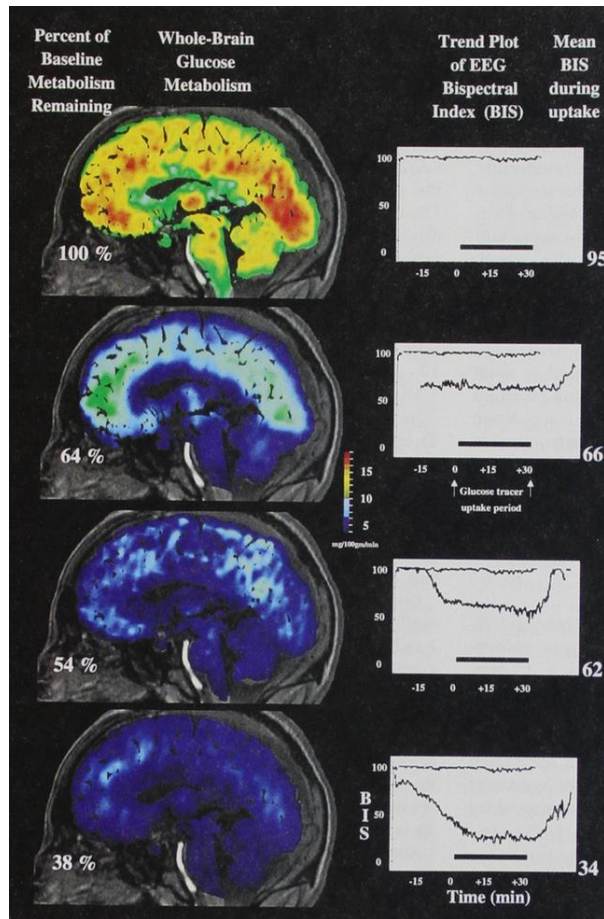 Percent of
Baseline
Metabolism
Remaining
Whole-Brain
Glucose
Metabolism
Trend Plot
of EEG
Bispectral
Index (BIS)
Mean
BIS
during
uptake
100 %
100
50
0
-15 0 +15 +30
95
64 %
100
50
0
-15 0 +15 +30
66
Glucose tracer
uptake period
15
10
5
mg/100gm/min
54 %
100
50
0
-15 0 +15 +30
62
38 %
BIS
100
50
0
-15 0 +15 +30
Time (min)
34